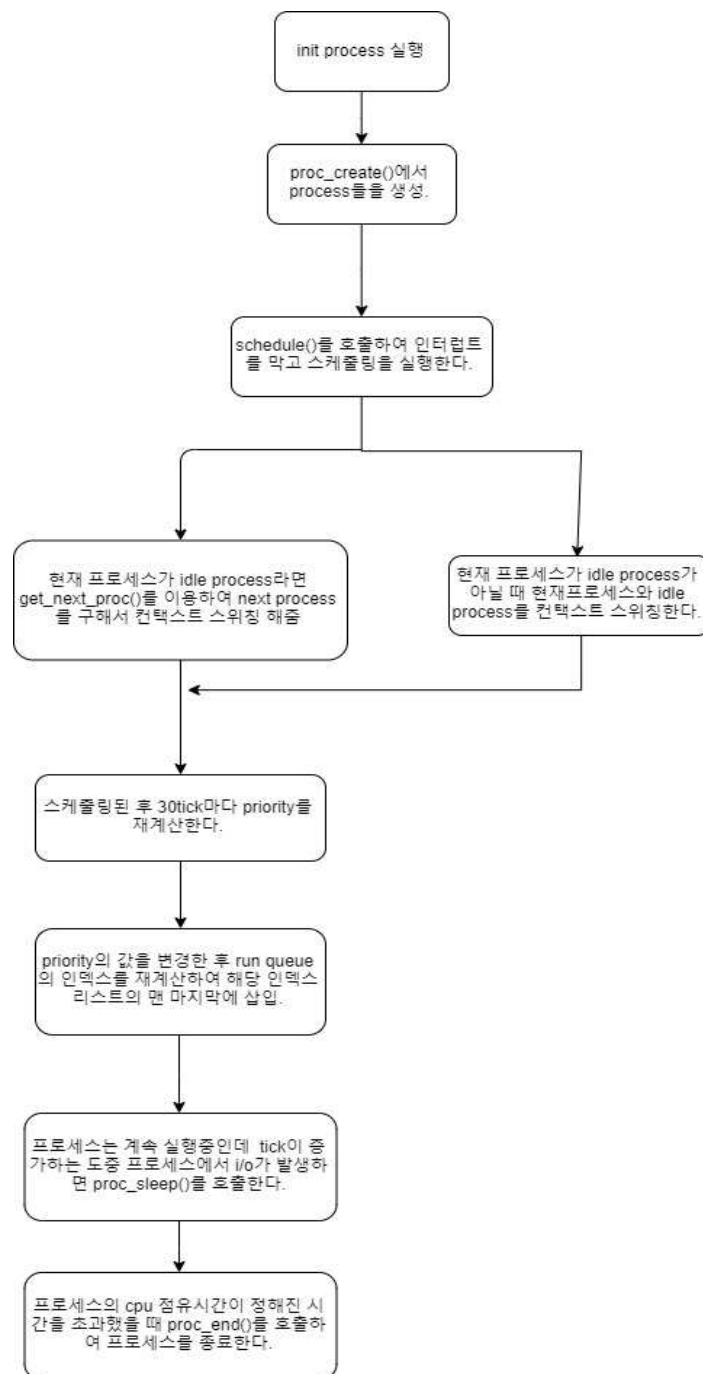 init process 실행
proc_create()에서
process들을 생성.
schedule()를 호출하여 인터럽트
를 막고 스케줄링을 실행한다.
현재 프로세스가 idle process라면
get_next_proc()를 이용하여 next process
를 구해서 컨택스트 스위칭 해줌
현재 프로세스가 idle process가
아닐 때 현재프로세스와 idle
process를 컨택스트 스위칭한다.
스케줄링된 후 30tick마다 priority를
재계산한다.
priority의 값을 변경한 후 run queue
의 인덱스를 재계산하여 해당 인덱스
리스트의 맨 마지막에 삽입.
프로세스는 계속 실행중인데 tick이 증
가하는 도중 프로세스에서 i/o가 발생하
면 proc_sleep()를 호출한다.
프로세스의 cpu 점유시간이 정해진 시
간을 초과했을 때 proc_end()를 호출하
여 프로세스를 종료한다.